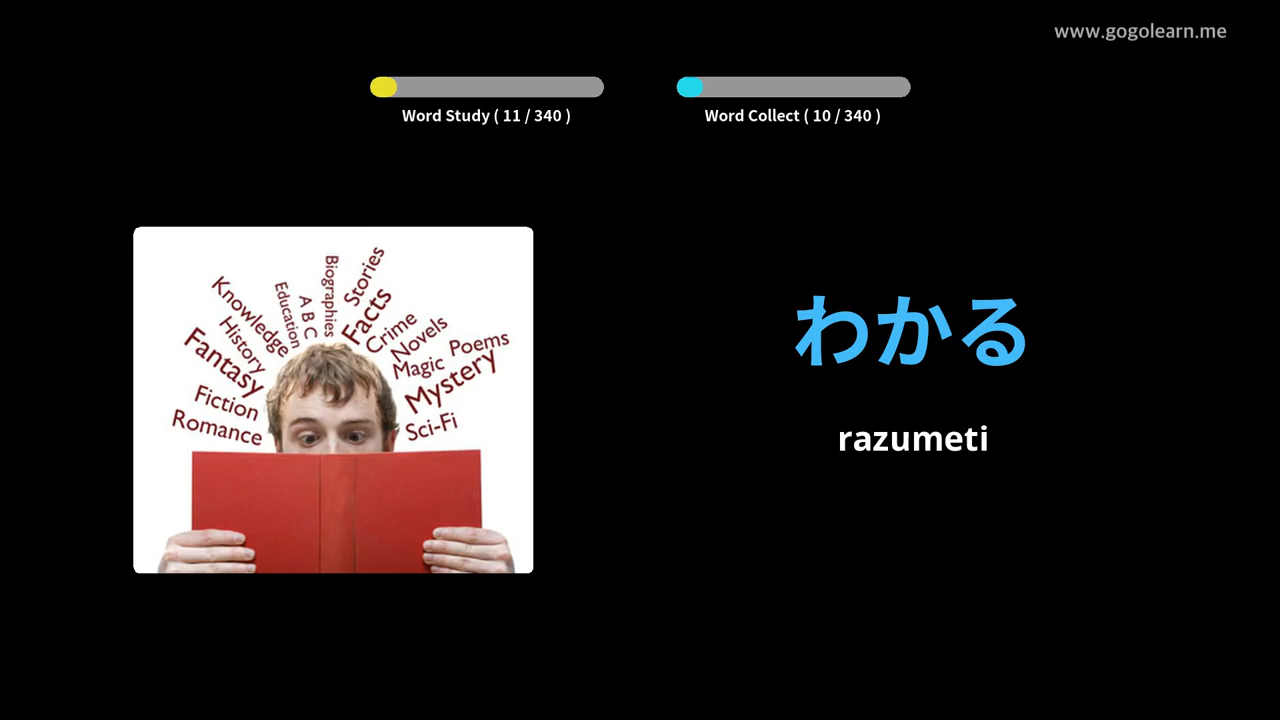 www.gogolearn.me
Word Study ( 11 / 340 )
Word Collect ( 10 / 340 )
Biographies
Stories
Knowledge
Education
A B C
Facts
History
Crime
Novels
Fantasy
Magic
Poems
Fiction
Mystery
Romance
Sci-Fi
わかる
razumeti